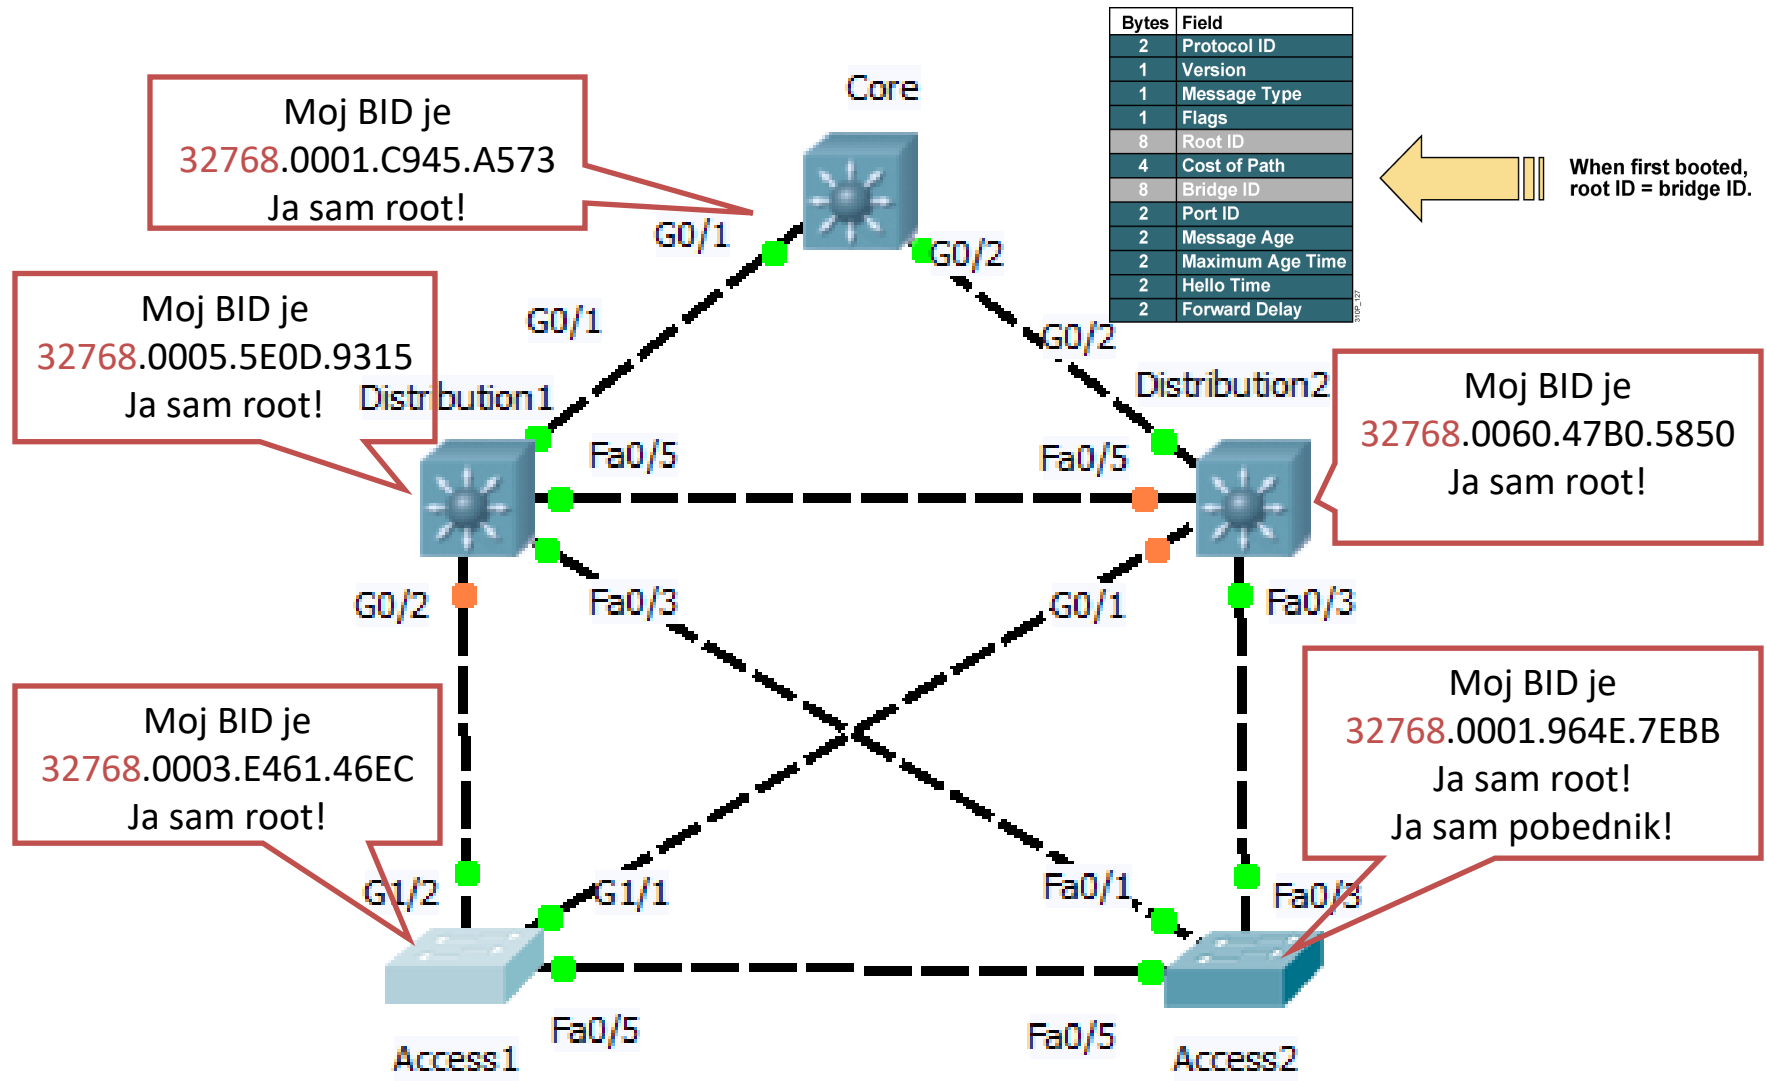 Bytes Field
2 Protocol ID
1 Version
1 Message Type
1 Flags
8 Root ID
4 Cost of Path
8 Bridge ID
2 Port ID
2 Message Age
2 Maximum Age Time
2 Hello Time
2 Forward Delay
310P_127
When first booted,
root ID = bridge ID.
Core
Moj BID je
32768.0001.C945.A573
Ja sam root!
G0/1
G0/2
Moj BID je
32768.0005.5E0D.9315
Ja sam root!
G0/1
G0/2
Distribution1
Distribution2
Moj BID je
32768.0060.47B0.5850
Ja sam root!
Fa0/5
Fa0/5
G0/2
Fa0/3
G0/1
Fa0/3
Moj BID je
32768.0003.E461.46EC
Ja sam root!
Moj BID je
32768.0001.964E.7EBB
Ja sam root!
Ja sam pobednik!
G1/2
G1/1
Fa0/1
Fa0/3
Fa0/5
Fa0/5
Access1
Access2